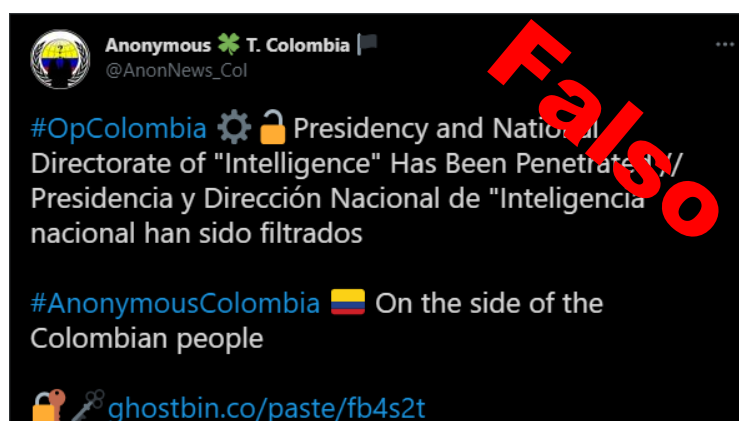 Anonymous 🍀 T. Colombia 🏴
@AnonNews_Col
Falso
#OpColombia ⚙️ 🔓 Presidency and National
Directorate of "Intelligence" Has Been Penetrated //
Presidencia y Dirección Nacional de "Inteligencia"
nacional han sido filtrados
#AnonymousColombia 🇨🇴 On the side of the
Colombian people
🔐 🗝️ ghostbin.co/paste/fb4s2t